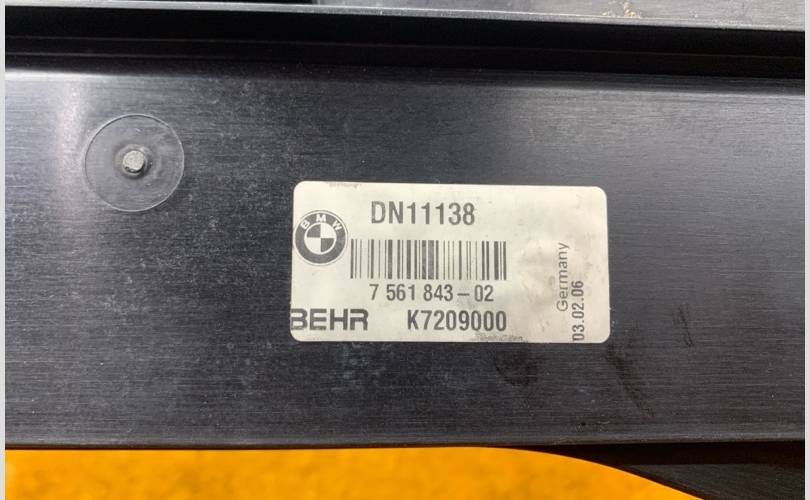 BMW
DN11138
7 561 843-02
BEHR K7209000
Germany
03.02.06